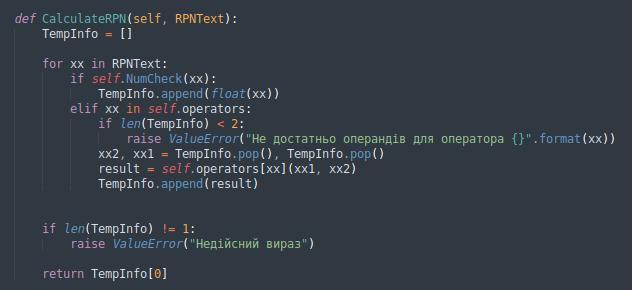 def CalculateRPN(self, RPNText):
    TempInfo = []

    for xx in RPNText:
        if self.NumCheck(xx):
            TempInfo.append(float(xx))
        elif xx in self.operators:
            if len(TempInfo) < 2:
                raise ValueError("Не достатньо операндів для оператора {}".format(xx))
            xx2, xx1 = TempInfo.pop(), TempInfo.pop()
            result = self.operators[xx](xx1, xx2)
            TempInfo.append(result)


    if len(TempInfo) != 1:
        raise ValueError("Недійсний вираз")

    return TempInfo[0]